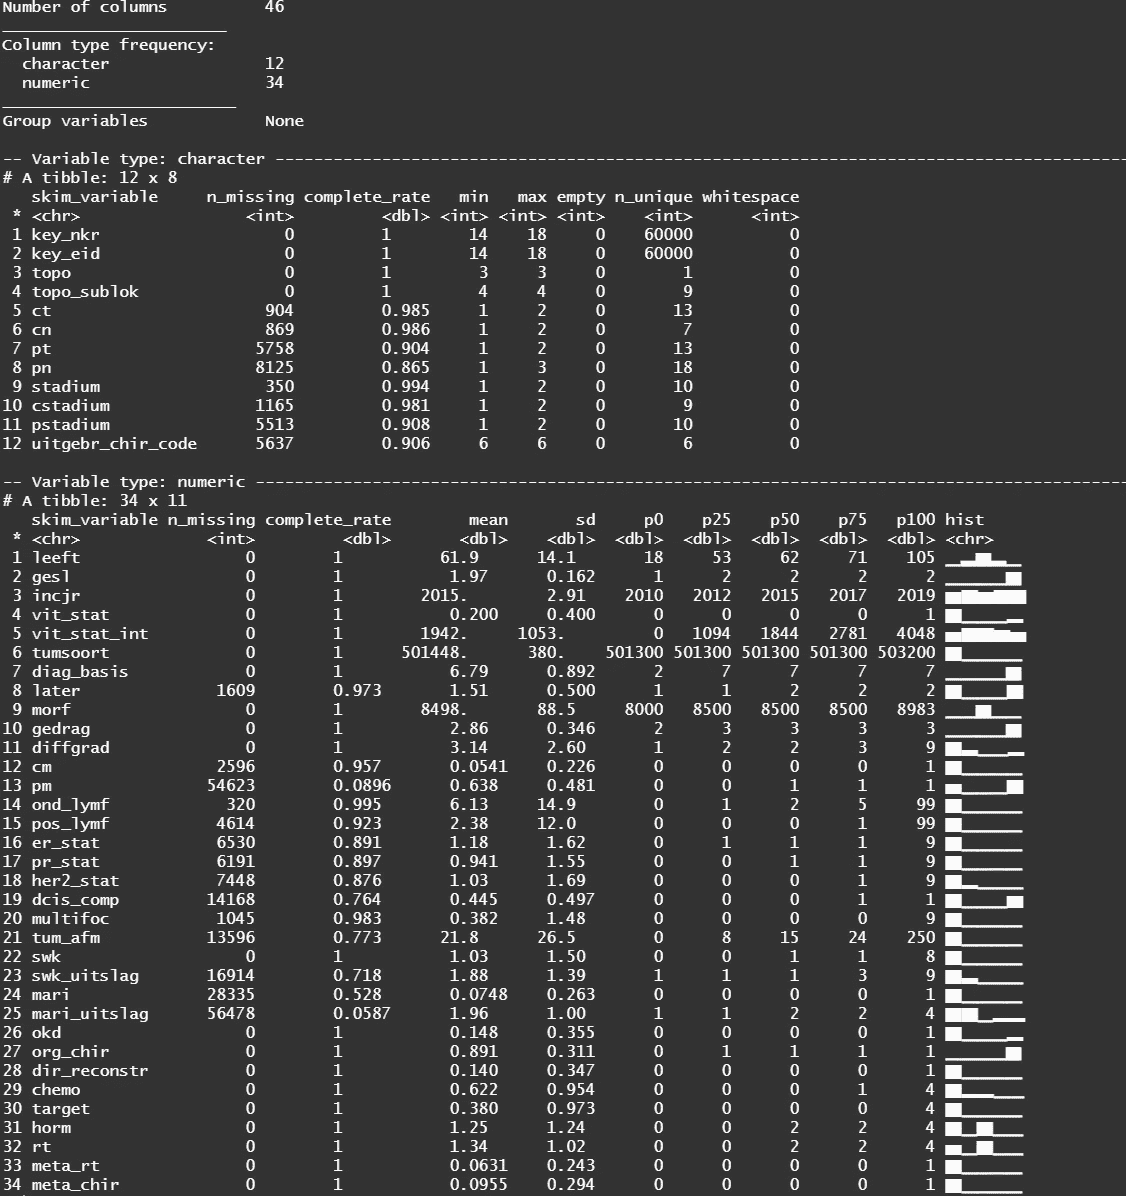 Number of columns 46
Column type frequency:
character 12
numeric 34
Group variables None
-- Variable type: character ----------------------------------------------------------------------------------------
# A tibble: 12 x 8
skim_variable n_missing complete_rate min max empty n_unique whitespace
* <chr> <int> <dbl> <int> <int> <int> <int> <int>
1 key_nkr 0 1 14 18 0 60000 0
2 key_eid 0 1 14 18 0 60000 0
3 topo 0 1 3 3 0 1 0
4 topo_sublok 0 1 4 4 0 9 0
5 ct 904 0.985 1 2 0 13 0
6 cn 869 0.986 1 2 0 7 0
7 pt 5758 0.904 1 2 0 13 0
8 pn 8125 0.865 1 3 0 18 0
9 stadium 350 0.994 1 2 0 10 0
10 cstadium 1165 0.981 1 2 0 9 0
11 pstadium 5513 0.908 1 2 0 10 0
12 uitgebr_chir_code 5637 0.906 6 6 0 6 0
-- Variable type: numeric ------------------------------------------------------------------------------------------
# A tibble: 34 x 11
skim_variable n_missing complete_rate mean sd p0 p25 p50 p75 p100 hist
* <chr> <int> <dbl> <dbl> <dbl> <dbl> <dbl> <dbl> <dbl> <dbl> <chr>
1 leeft 0 1 61.9 14.1 18 53 62 71 105
2 gesl 0 1 1.97 0.162 1 2 2 2 2
3 incjr 0 1 2015. 2.91 2010 2012 2015 2017 2019
4 vit_stat 0 1 0.200 0.400 0 0 0 0 1
5 vit_stat_int 0 1 1942. 1053. 0 1094 1844 2781 4048
6 tumsoort 0 1 501448. 380. 501300 501300 501300 501300 503200
7 diag_basis 0 1 6.79 0.892 2 7 7 7 7
8 later 1609 0.973 1.51 0.500 1 1 2 2 2
9 morf 0 1 8498. 88.5 8000 8500 8500 8500 8983
10 gedrag 0 1 2.86 0.346 2 3 3 3 3
11 diffgrad 0 1 3.14 2.60 1 2 2 3 9
12 cm 2596 0.957 0.0541 0.226 0 0 0 0 1
13 pm 54623 0.0896 0.638 0.481 0 0 1 1 1
14 ond_lymf 320 0.995 6.13 14.9 0 1 2 5 99
15 pos_lymf 4614 0.923 2.38 12.0 0 0 0 1 99
16 er_stat 6530 0.891 1.18 1.62 0 1 1 1 9
17 pr_stat 6191 0.897 0.941 1.55 0 0 1 1 9
18 her2_stat 7448 0.876 1.03 1.69 0 0 0 1 9
19 dcis_comp 14168 0.764 0.445 0.497 0 0 0 1 1
20 multifoc 1045 0.983 0.382 1.48 0 0 0 0 9
21 tum_afm 13596 0.773 21.8 26.5 0 8 15 24 250
22 swk 0 1 1.03 1.50 0 0 1 1 8
23 swk_uitslag 16914 0.718 1.88 1.39 0 1 1 3 9
24 mari 28335 0.528 0.0748 0.263 0 0 0 0 1
25 mari_uitslag 56478 0.0587 1.96 1.00 1 1 2 2 4
26 okd 0 1 0.148 0.355 0 0 0 0 1
27 org_chir 0 1 0.891 0.311 0 1 1 1 1
28 dir_reconstr 0 1 0.140 0.347 0 0 0 0 1
29 chemo 0 1 0.622 0.954 0 0 0 1 4
30 target 0 1 0.380 0.973 0 0 0 0 4
31 horm 0 1 1.25 1.24 0 0 2 2 4
32 rt 0 1 1.34 1.02 0 0 2 2 4
33 meta_rt 0 1 0.0631 0.243 0 0 0 0 1
34 meta_chir 0 1 0.0955 0.294 0 0 0 0 1